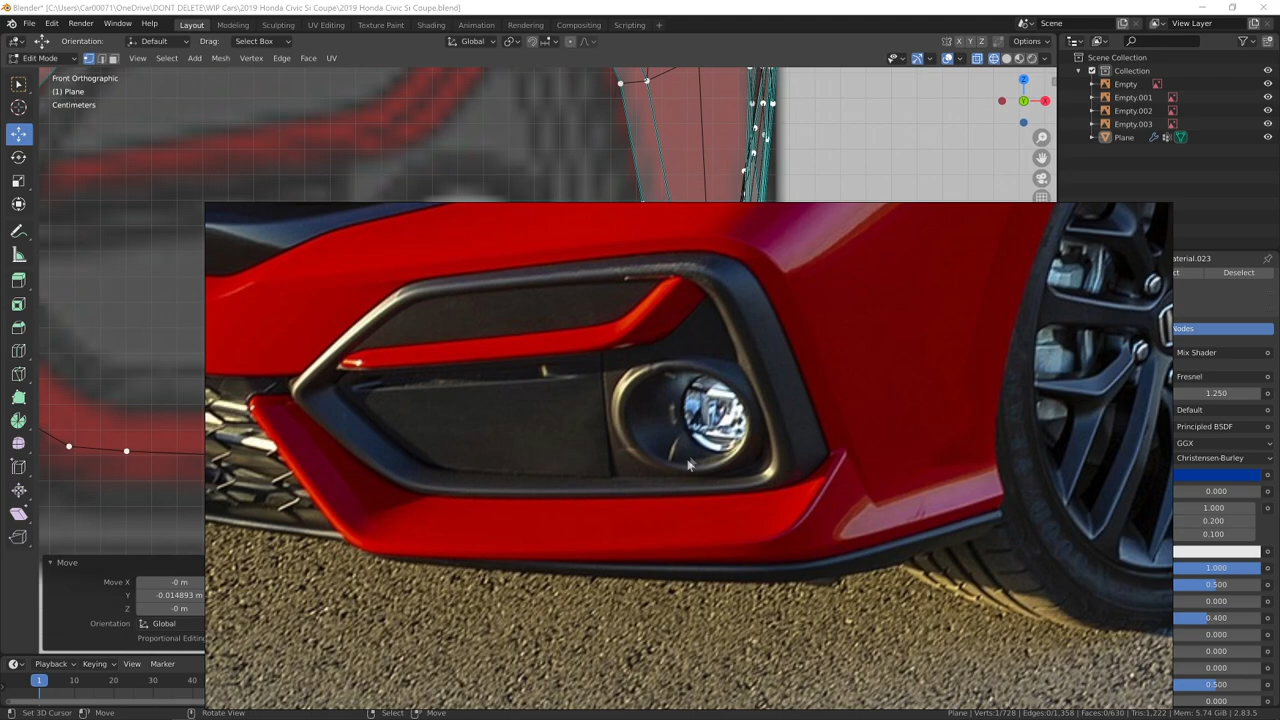 Blender* [C:\Users\Car00071\OneDrive\DONT DELETE\WIP Cars\2019 Honda Civic Si Coupe\2019 Honda Civic Si Coupe.blend]
File Edit Render Window Help Layout Modeling Sculpting UV Editing Texture Paint Shading Animation Rendering Compositing Scripting Scene View Layer
Orientation: Default Drag: Select Box Global X Y Z Options
Edit Mode View Select Add Mesh Vertex Edge Face UV
Front Orthographic
(1) Plane
Centimeters
Z
Y
X
Scene Collection
Collection
Empty
Empty.001
Empty.002
Empty.003
Plane
aterial.023
ct Deselect
Nodes
Mix Shader
Fresnel
1.250
Default
Principled BSDF
GGX
Christensen-Burley
0.000
1.000
0.200
0.100
1.000
0.500
0.000
0.400
0.000
0.000
0.000
0.500
0.000
Move
Move X -0 m
Y -0.014893 m
Z -0 m
Orientation Global
Proportional Editing
Playback Keying View Marker
1 10 20 30 40
Set 3D Cursor Move Rotate View Select Move Plane | Verts:1/728 | Edges:0/1,358 | Faces:0/630 | Tris:1,222 | Mem: 5.74 GiB | 2.83.5